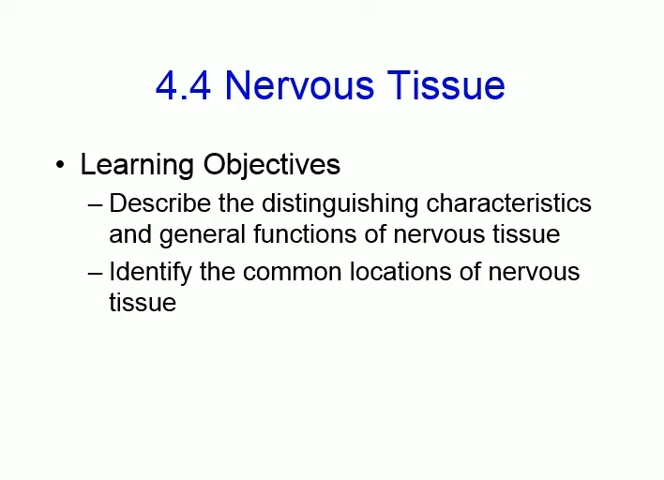 4.4 Nervous Tissue
• Learning Objectives
– Describe the distinguishing characteristics
and general functions of nervous tissue
– Identify the common locations of nervous
tissue